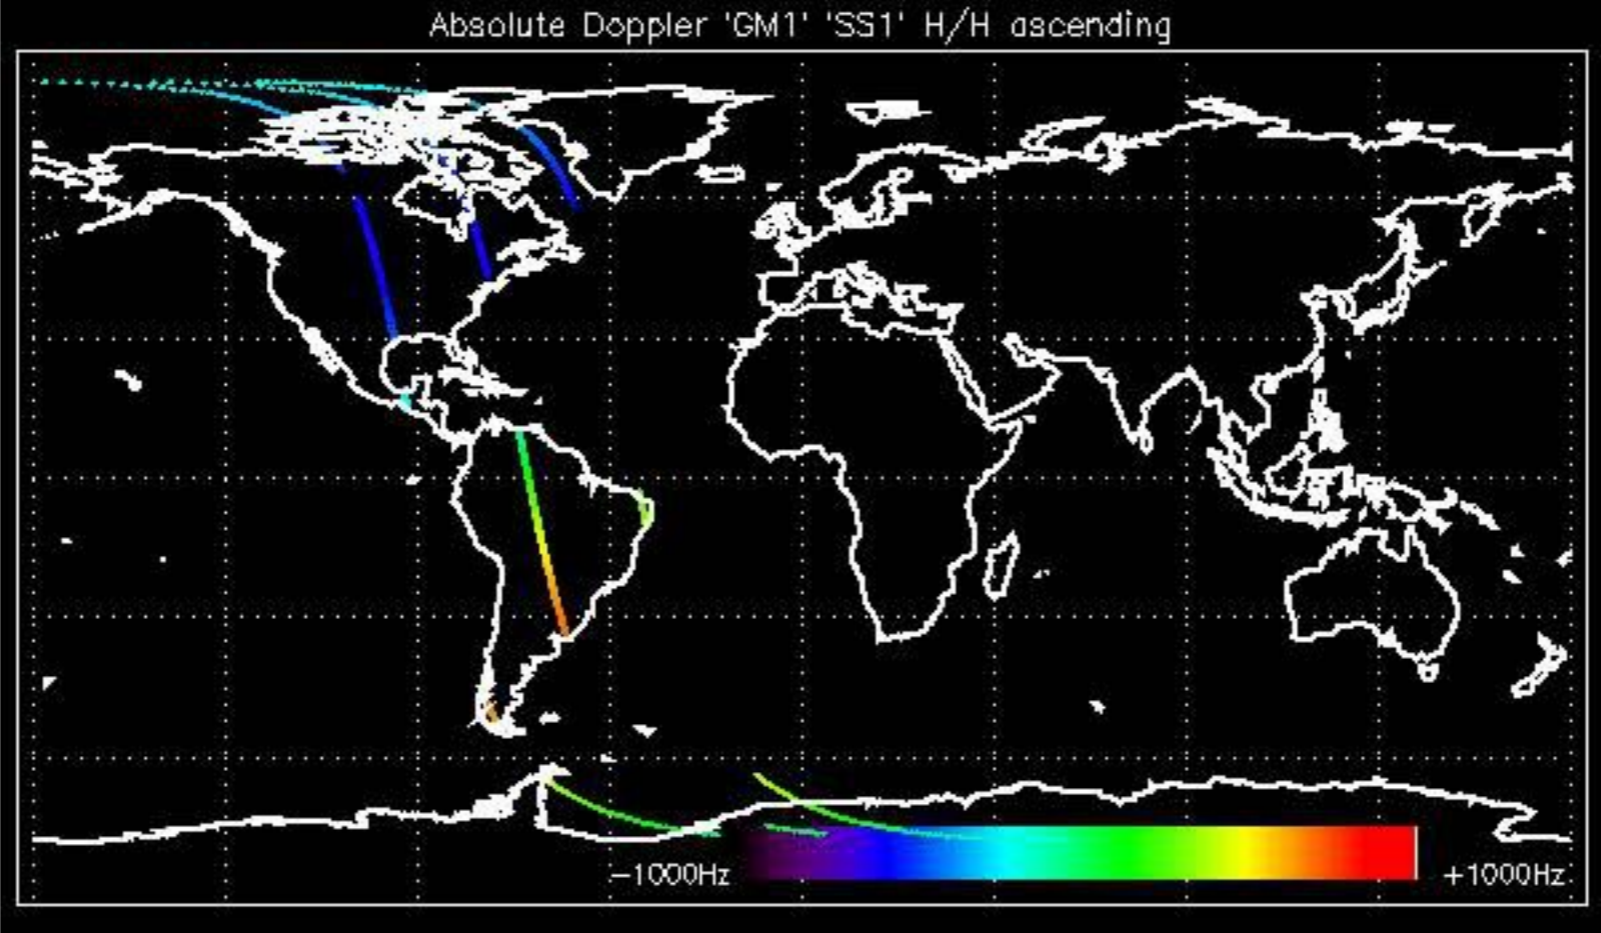 Absolute Doppler 'GM1' 'SS1' H/H ascending
−1000Hz +1000Hz